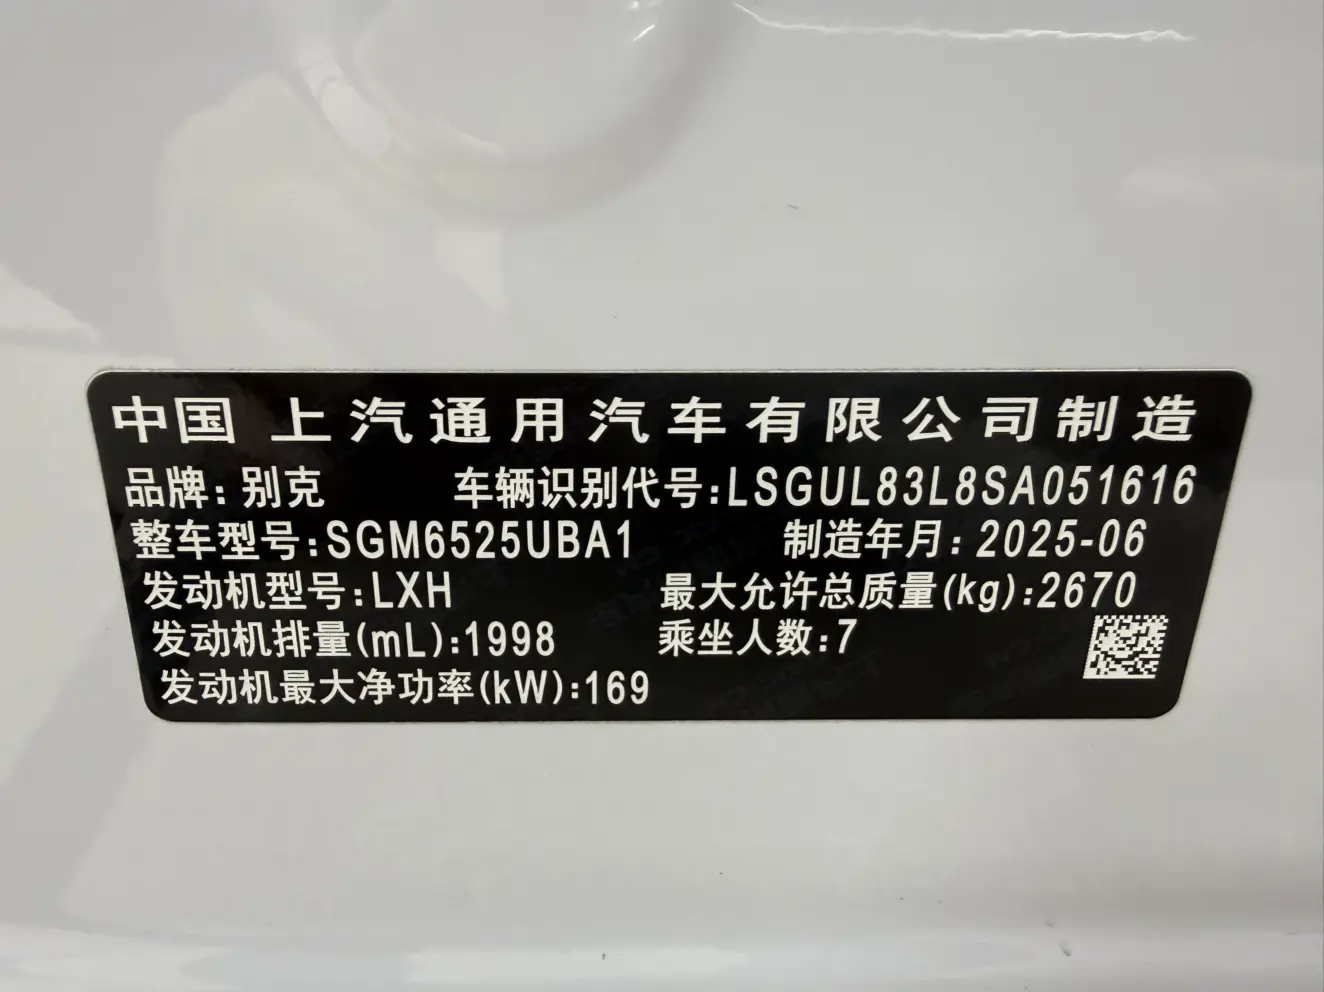 中国 上汽通用汽车有限公司制造
品牌: 别克 车辆识别代号:LSGUL83L8SA051616
整车型号:SGM6525UBA1 制造年月: 2025-06
发动机型号:LXH 最大允许总质量(kg):2670
发动机排量(mL):1998 乘坐人数:7
发动机最大净功率(kW):169